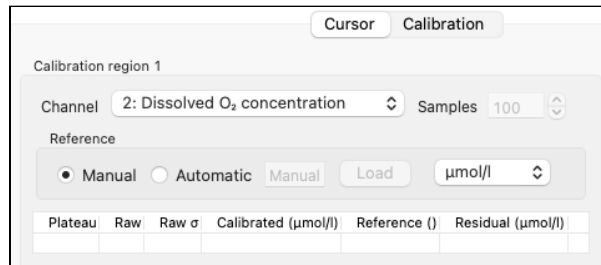 Cursor Calibration
Calibration region 1
Channel 2: Dissolved O₂ concentration Samples 100
Reference
Manual Automatic Manual Load μmol/l
Plateau Raw Raw σ Calibrated (μmol/l) Reference () Residual (μmol/l)